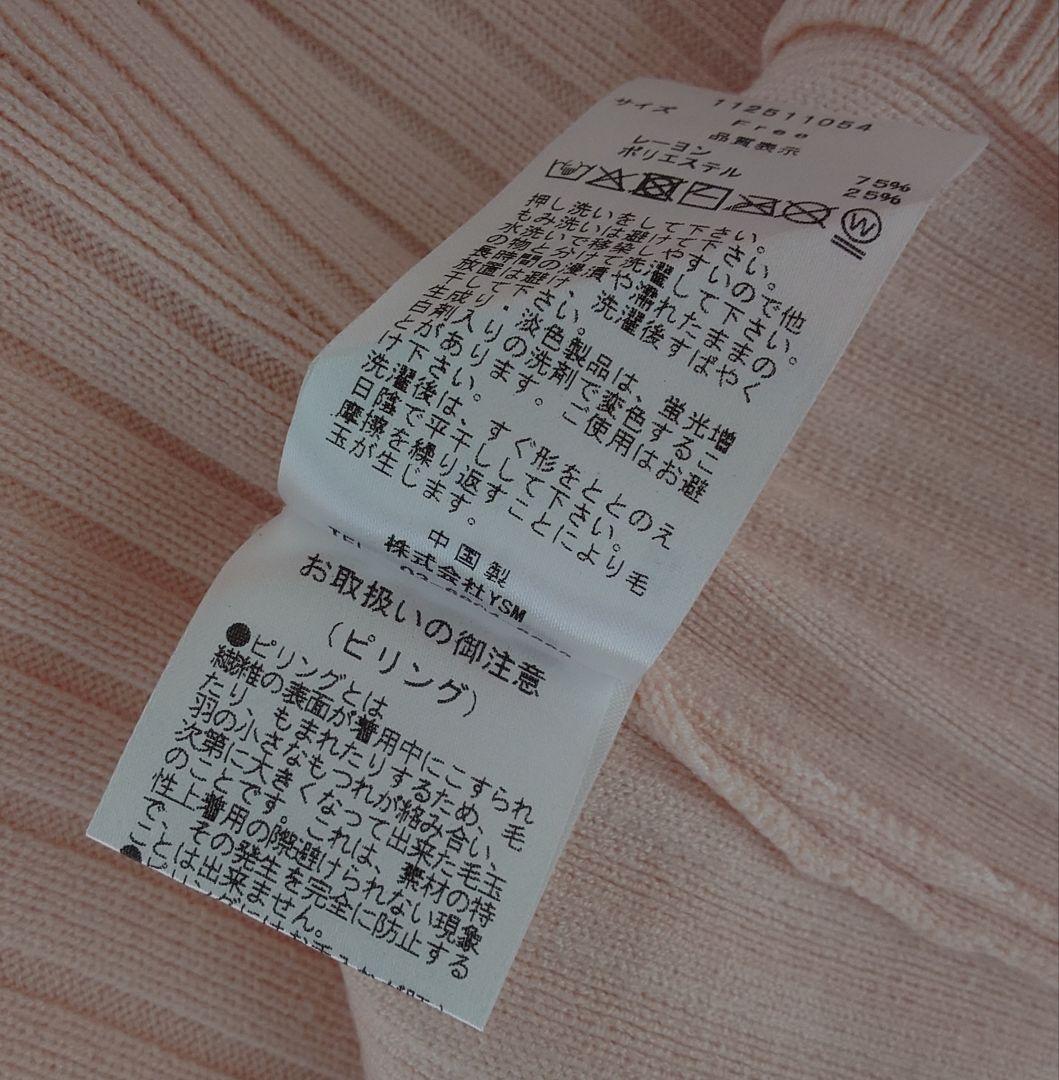 112511054
サイズ Free
品質表示
レーヨン 75%
ポリエステル 25%
W
押し洗いをして下さい。
もみ洗いは避けて下さい。
水洗いで移染しやすいので他
の物と分けて洗濯して下さい。
長時間の浸漬や濡れたままの
放置は避け、洗濯後すばやく
干して下さい。
生成り・淡色製品は、蛍光増
白剤入りの洗剤で変色するこ
とがあります。ご使用はお避
け下さい。
洗濯後は、すぐ形をととのえ
日陰で平干しして下さい。
摩擦を繰り返すことにより毛
玉が生じます。
中国製
株式会社YSM
TEL
お取扱いの御注意
(ピリング)
●ピリングとは
繊維の表面が着用中にこすられ
たり、もまれたりするため、毛
羽の小さなもつれが絡み合い、
次第に大きくなって出来た毛玉
のことです。これは、素材の特
性上着用の際避けられない現象
で、その発生を完全に防止する
ことは出来ません。